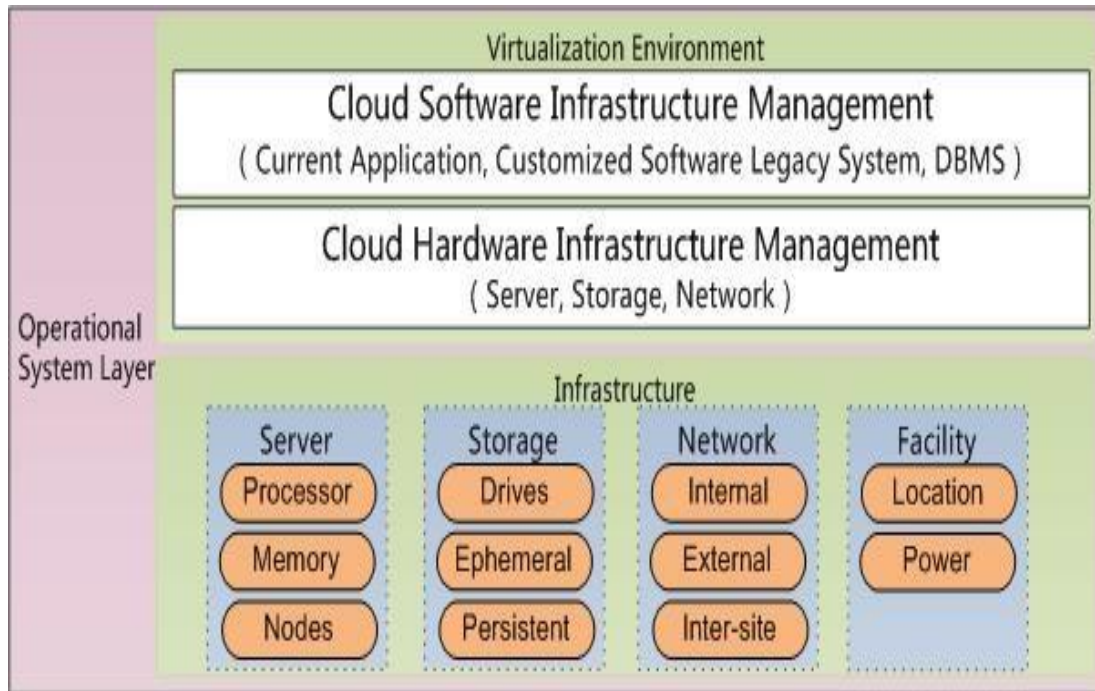 Virtualization Environment
Cloud Software Infrastructure Management
( Current Application, Customized Software Legacy System, DBMS )
Cloud Hardware Infrastructure Management
( Server, Storage, Network )
Operational
System Layer
Infrastructure
Server
Processor
Memory
Nodes
Storage
Drives
Ephemeral
Persistent
Network
Internal
External
Inter-site
Facility
Location
Power